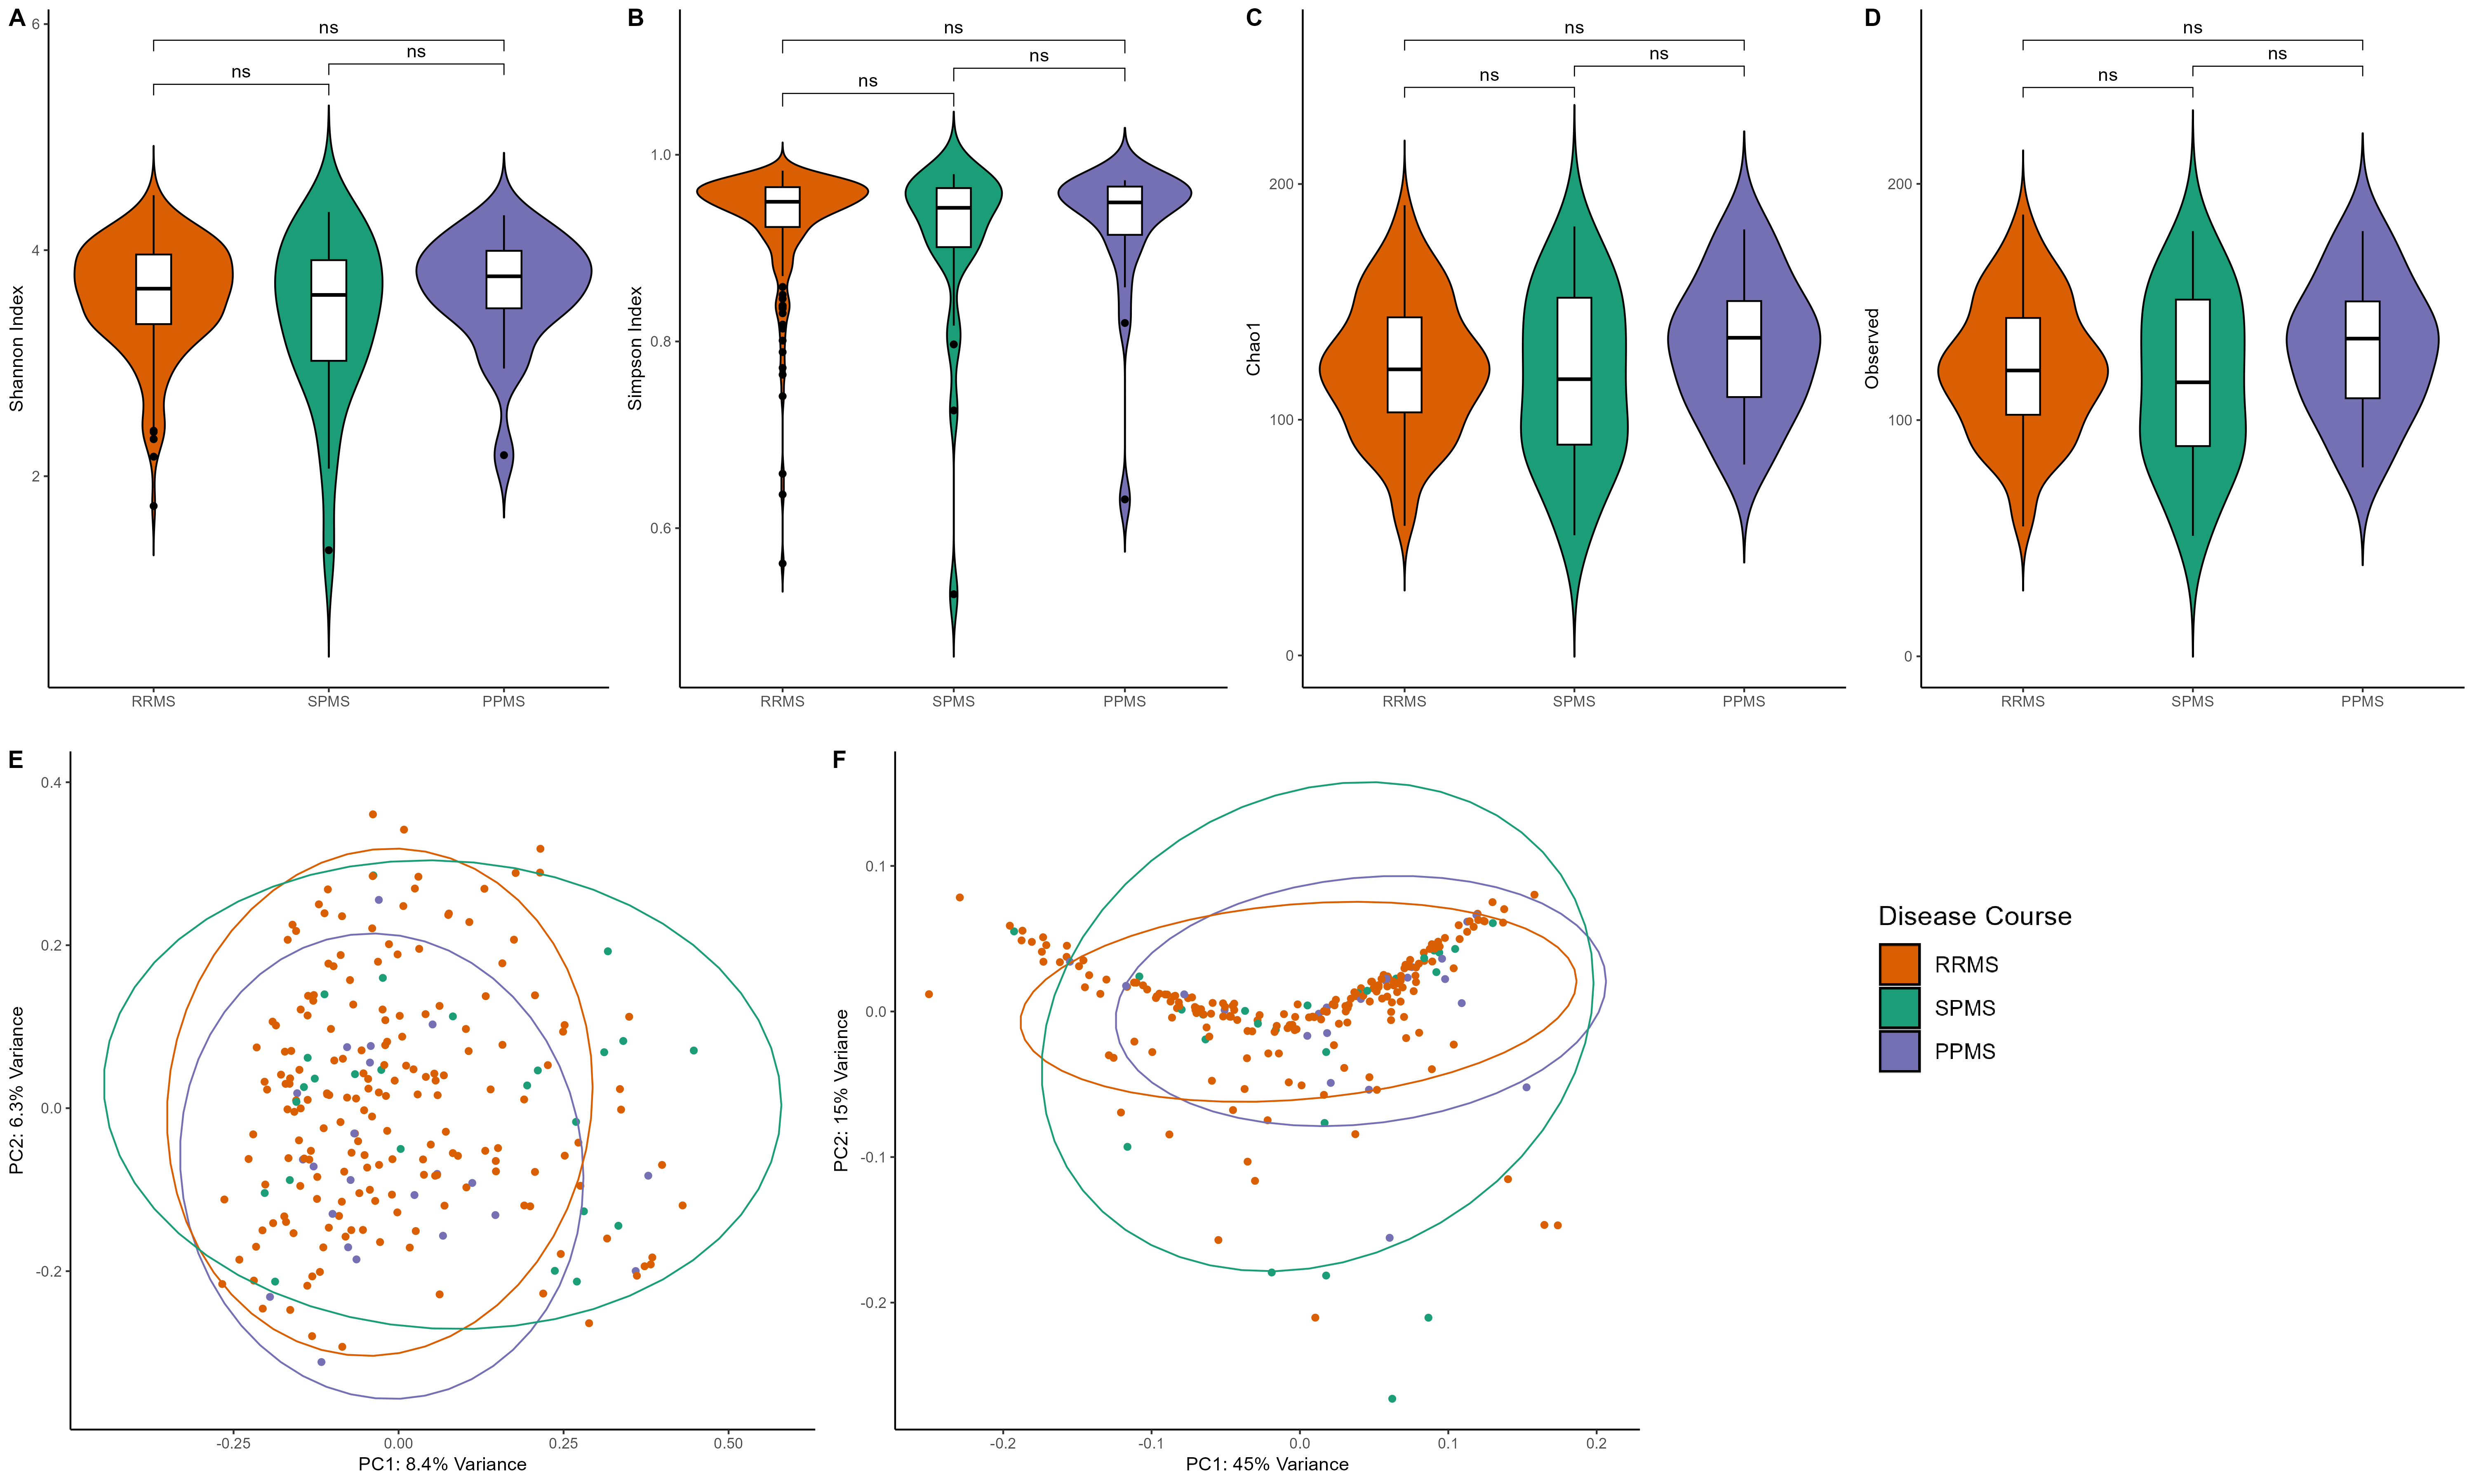 A
6
4
2
Shannon Index
ns
ns
ns
RRMS
SPMS
PPMS
B
1.0
0.8
0.6
Simpson Index
ns
ns
ns
RRMS
SPMS
PPMS
C
200
100
0
Chao1
ns
ns
ns
RRMS
SPMS
PPMS
D
200
100
0
Observed
ns
ns
ns
RRMS
SPMS
PPMS
E
0.4
0.2
0.0
-0.2
PC2: 6.3% Variance
-0.25
0.00
0.25
0.50
PC1: 8.4% Variance
F
0.1
0.0
-0.1
-0.2
PC2: 15% Variance
-0.2
-0.1
0.0
0.1
0.2
PC1: 45% Variance
Disease Course
RRMS
SPMS
PPMS